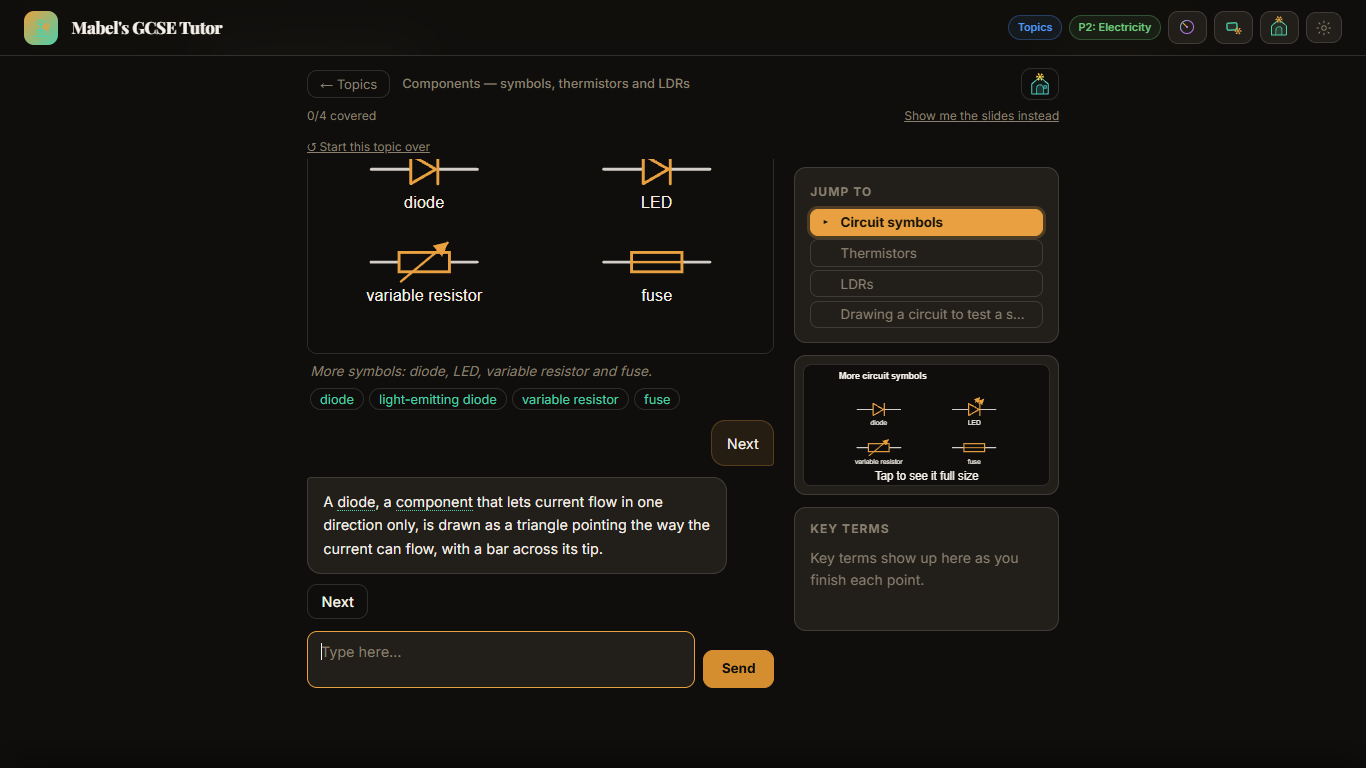 Mabel's GCSE Tutor
Topics
P2: Electricity
← Topics
Components — symbols, thermistors and LDRs
0/4 covered
Show me the slides instead
↺ Start this topic over
diode
LED
variable resistor
fuse
More symbols: diode, LED, variable resistor and fuse.
diode
light-emitting diode
variable resistor
fuse
Next
A diode, a component that lets current flow in one
direction only, is drawn as a triangle pointing the way the
current can flow, with a bar across its tip.
Next
Type here...
Send
JUMP TO
Circuit symbols
Thermistors
LDRs
Drawing a circuit to test a s...
More circuit symbols
diode
LED
variable resistor
fuse
Tap to see it full size
KEY TERMS
Key terms show up here as you
finish each point.